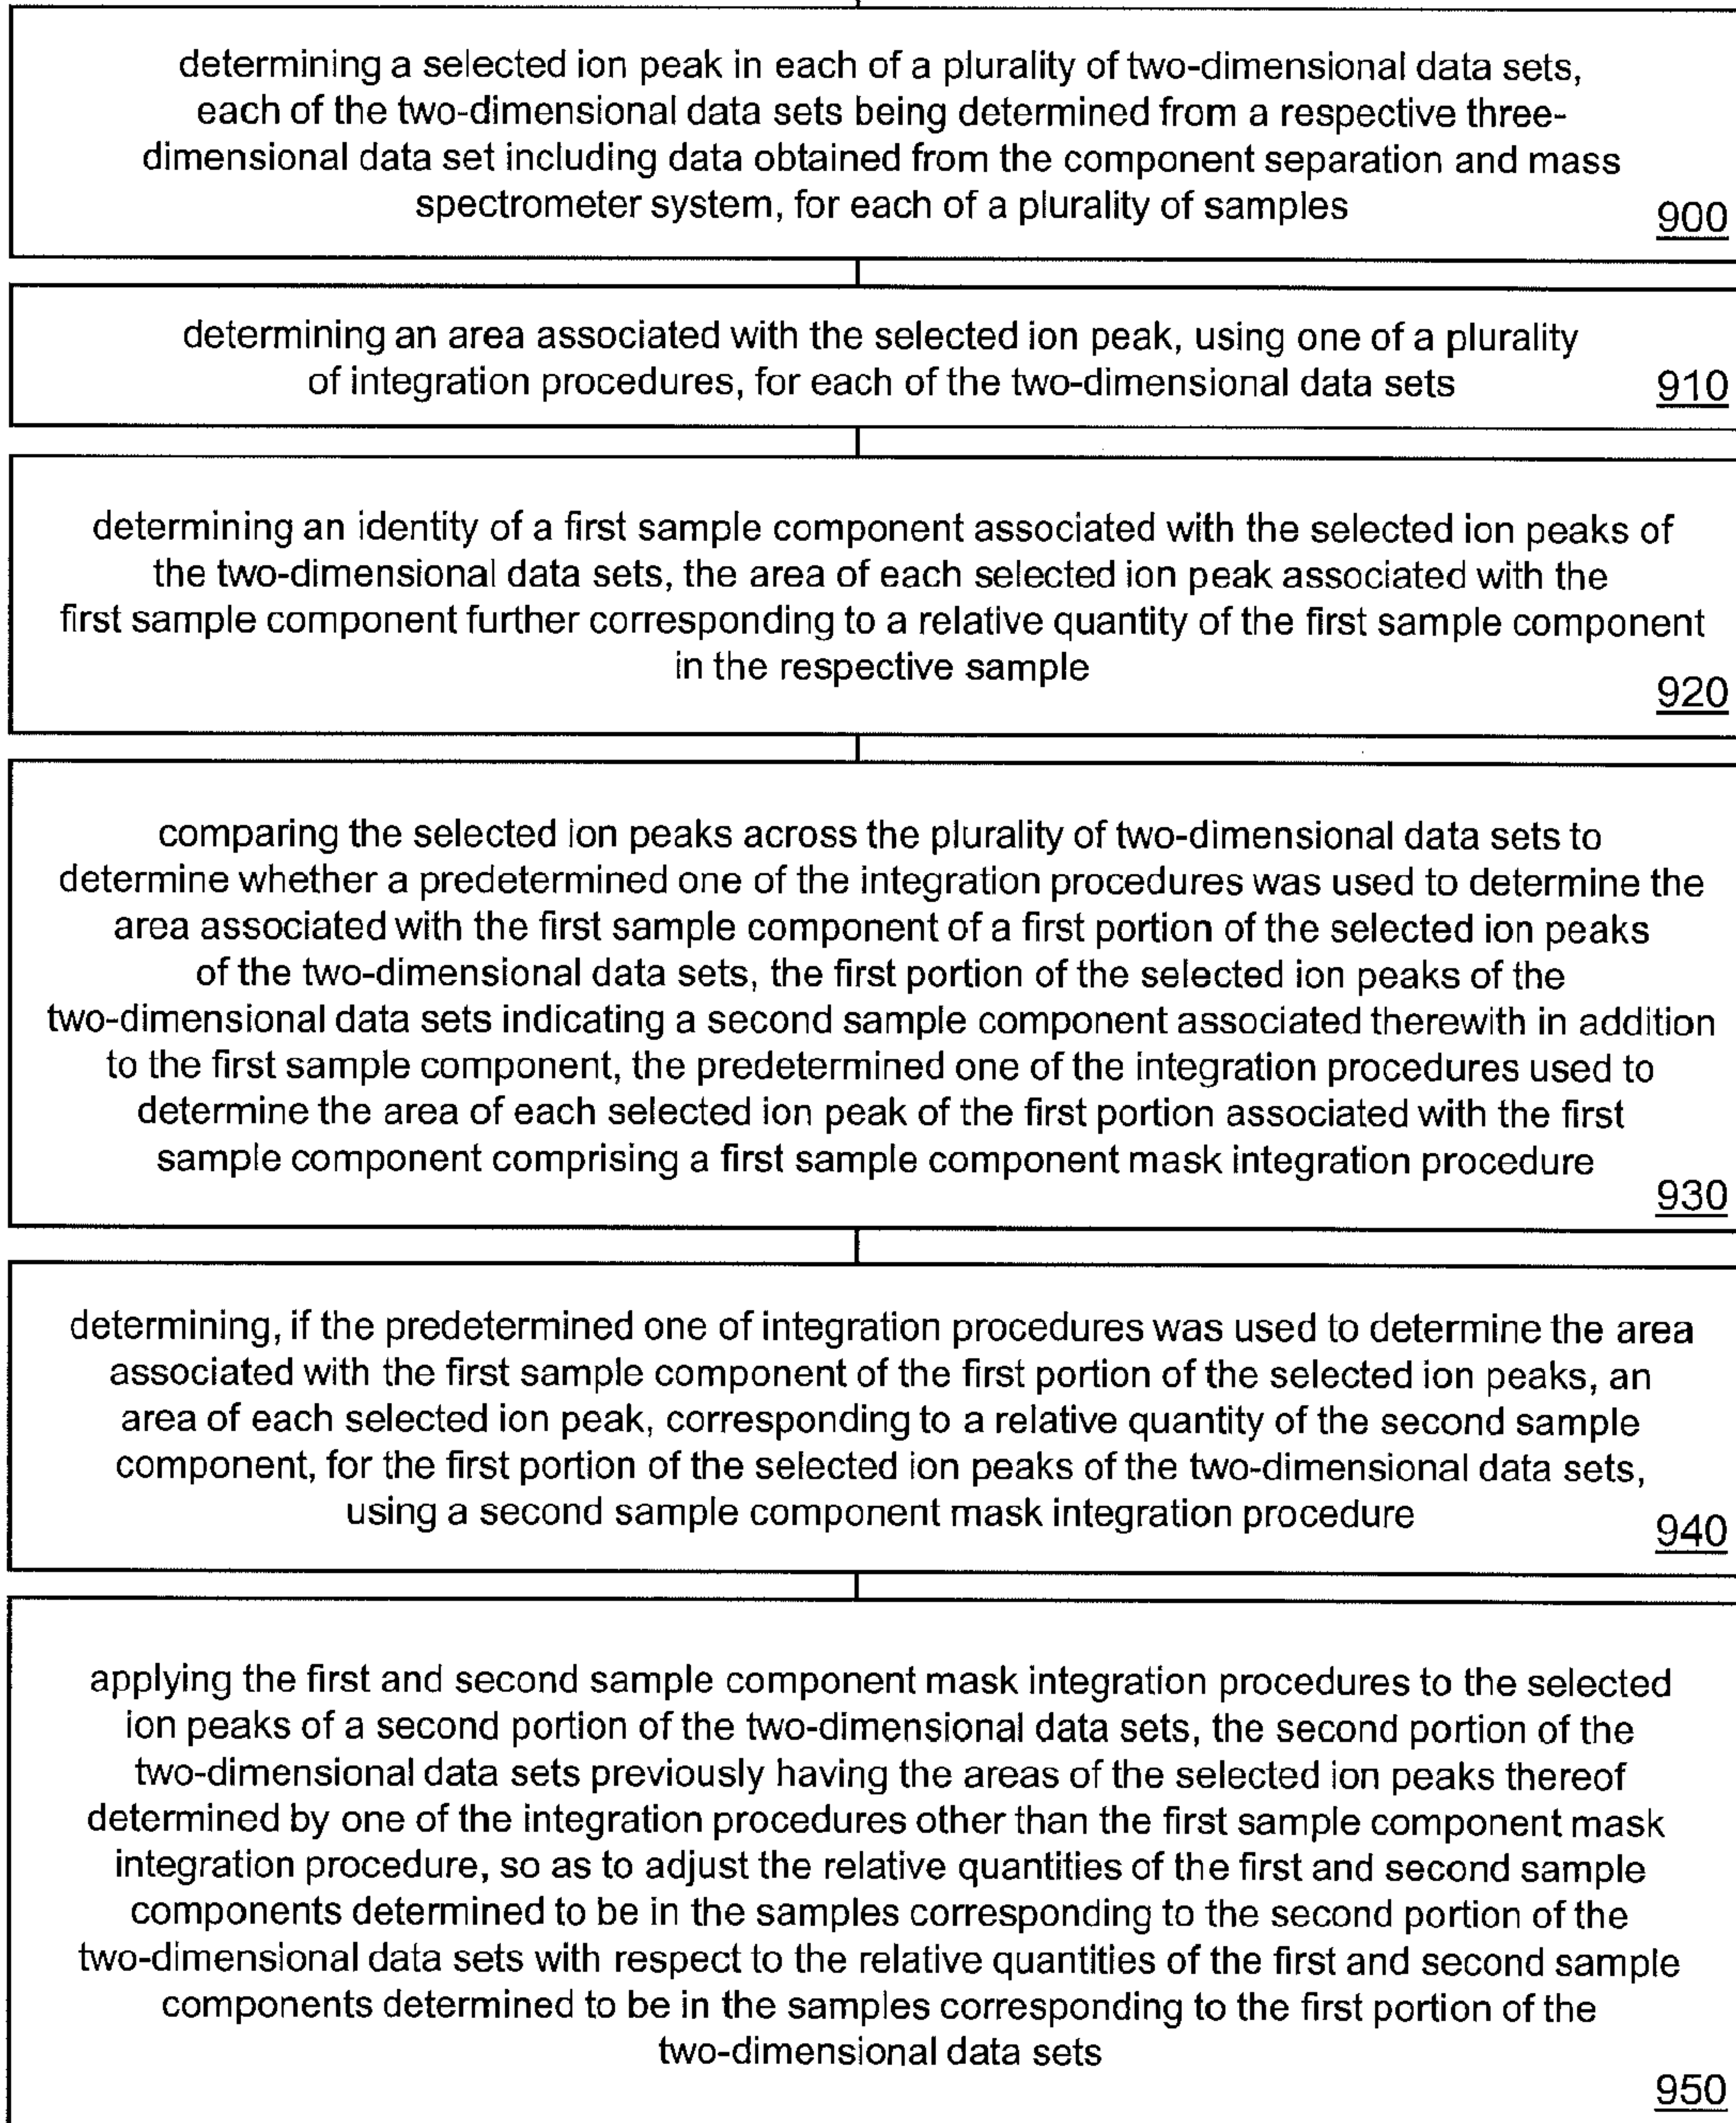 determining a selected ion peak in each of a plurality of two-dimensional data sets,
each of the two-dimensional data sets being determined from a respective three-
dimensional data set including data obtained from the component separation and mass
spectrometer system, for each of a plurality of samples
900
determining an area associated with the selected ion peak, using one of a plurality
of integration procedures, for each of the two-dimensional data sets
910
determining an identity of a first sample component associated with the selected ion peaks of
the two-dimensional data sets, the area of each selected ion peak associated with the
first sample component further corresponding to a relative quantity of the first sample component
in the respective sample
920
comparing the selected ion peaks across the plurality of two-dimensional data sets to
determine whether a predetermined one of the integration procedures was used to determine the
area associated with the first sample component of a first portion of the selected ion peaks
of the two-dimensional data sets, the first portion of the selected ion peaks of the
two-dimensional data sets indicating a second sample component associated therewith in addition
to the first sample component, the predetermined one of the integration procedures used to
determine the area of each selected ion peak of the first portion associated with the first
sample component comprising a first sample component mask integration procedure
930
determining, if the predetermined one of integration procedures was used to determine the area
associated with the first sample component of the first portion of the selected ion peaks, an
area of each selected ion peak, corresponding to a relative quantity of the second sample
component, for the first portion of the selected ion peaks of the two-dimensional data sets,
using a second sample component mask integration procedure
940
applying the first and second sample component mask integration procedures to the selected
ion peaks of a second portion of the two-dimensional data sets, the second portion of the
two-dimensional data sets previously having the areas of the selected ion peaks thereof
determined by one of the integration procedures other than the first sample component mask
integration procedure, so as to adjust the relative quantities of the first and second sample
components determined to be in the samples corresponding to the second portion of the
two-dimensional data sets with respect to the relative quantities of the first and second sample
components determined to be in the samples corresponding to the first portion of the
two-dimensional data sets
950